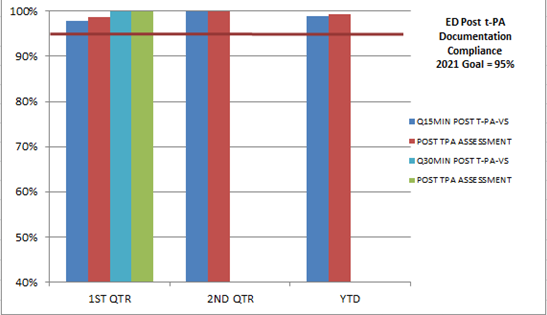 100%
90%
80%
70%
60%
50%
40%
1ST QTR
2ND QTR
YTD
ED Post t-PA
Documentation
Compliance
2021 Goal = 95%
Q15MIN POST T-PA-VS
POST TPA ASSESSMENT
Q30MIN POST T-PA-VS
POST TPA ASSESSMENT